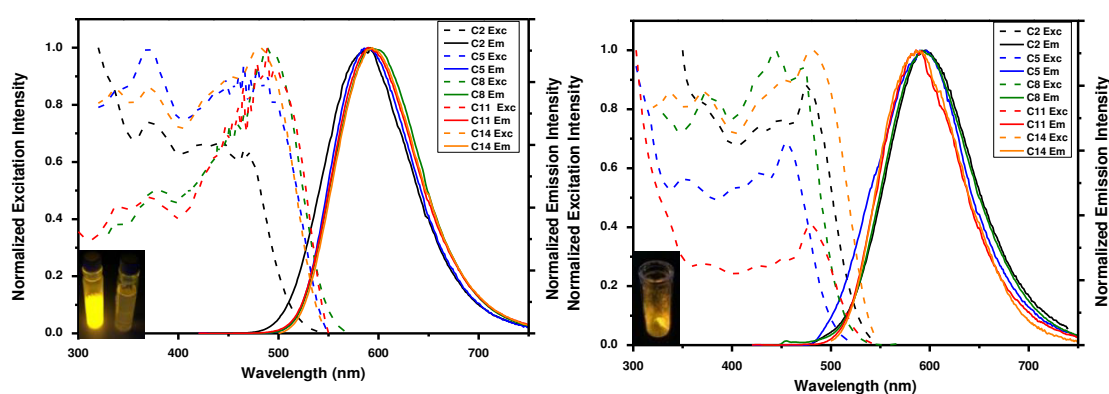 Normalized Excitation Intensity
1.0
0.8
0.6
0.4
0.2
0.0
300
400
500
600
700
Wavelength (nm)
C2 Exc
C2 Em
C5 Exc
C5 Em
C8 Exc
C8 Em
C11 Exc
C11 Em
C14 Exc
C14 Em
Normalized Emission Intensity
Normalized Excitation Intensity
1.0
0.8
0.6
0.4
0.2
0.0
300
400
500
600
700
Wavelength (nm)
C2 Exc
C2 Em
C5 Exc
C5 Em
C8 Exc
C8 Em
C11 Exc
C11 Em
C14 Exc
C14 Em
Normalized Emission Intensity